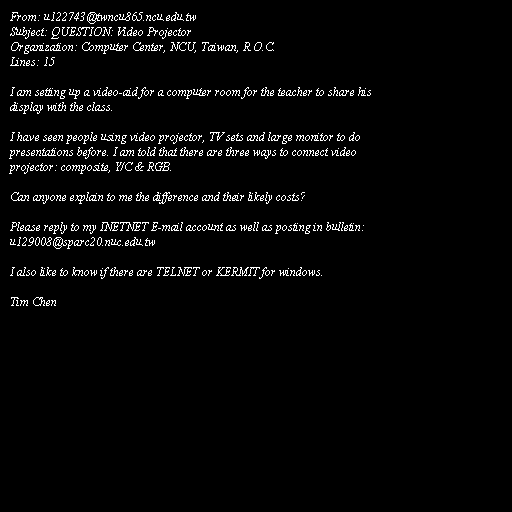 From: u122743@twncu865.ncu.edu.tw
Subject: QUESTION: Video Projector
Organization: Computer Center, NCU, Taiwan, R.O.C.
Lines: 15
I am setting up a video-aid for a computer room for the teacher to share his
display with the class.
I have seen people using video projector, TV sets and large monitor to do
presentations before. I am told that there are three ways to connect video
projector: composite, Y/C & RGB.
Can anyone explain to me the difference and their likely costs?
Please reply to my INETNET E-mail account as well as posting in bulletin:
u129008@sparc20.nuc.edu.tw
I also like to know if there are TELNET or KERMIT for windows.
Tim Chen